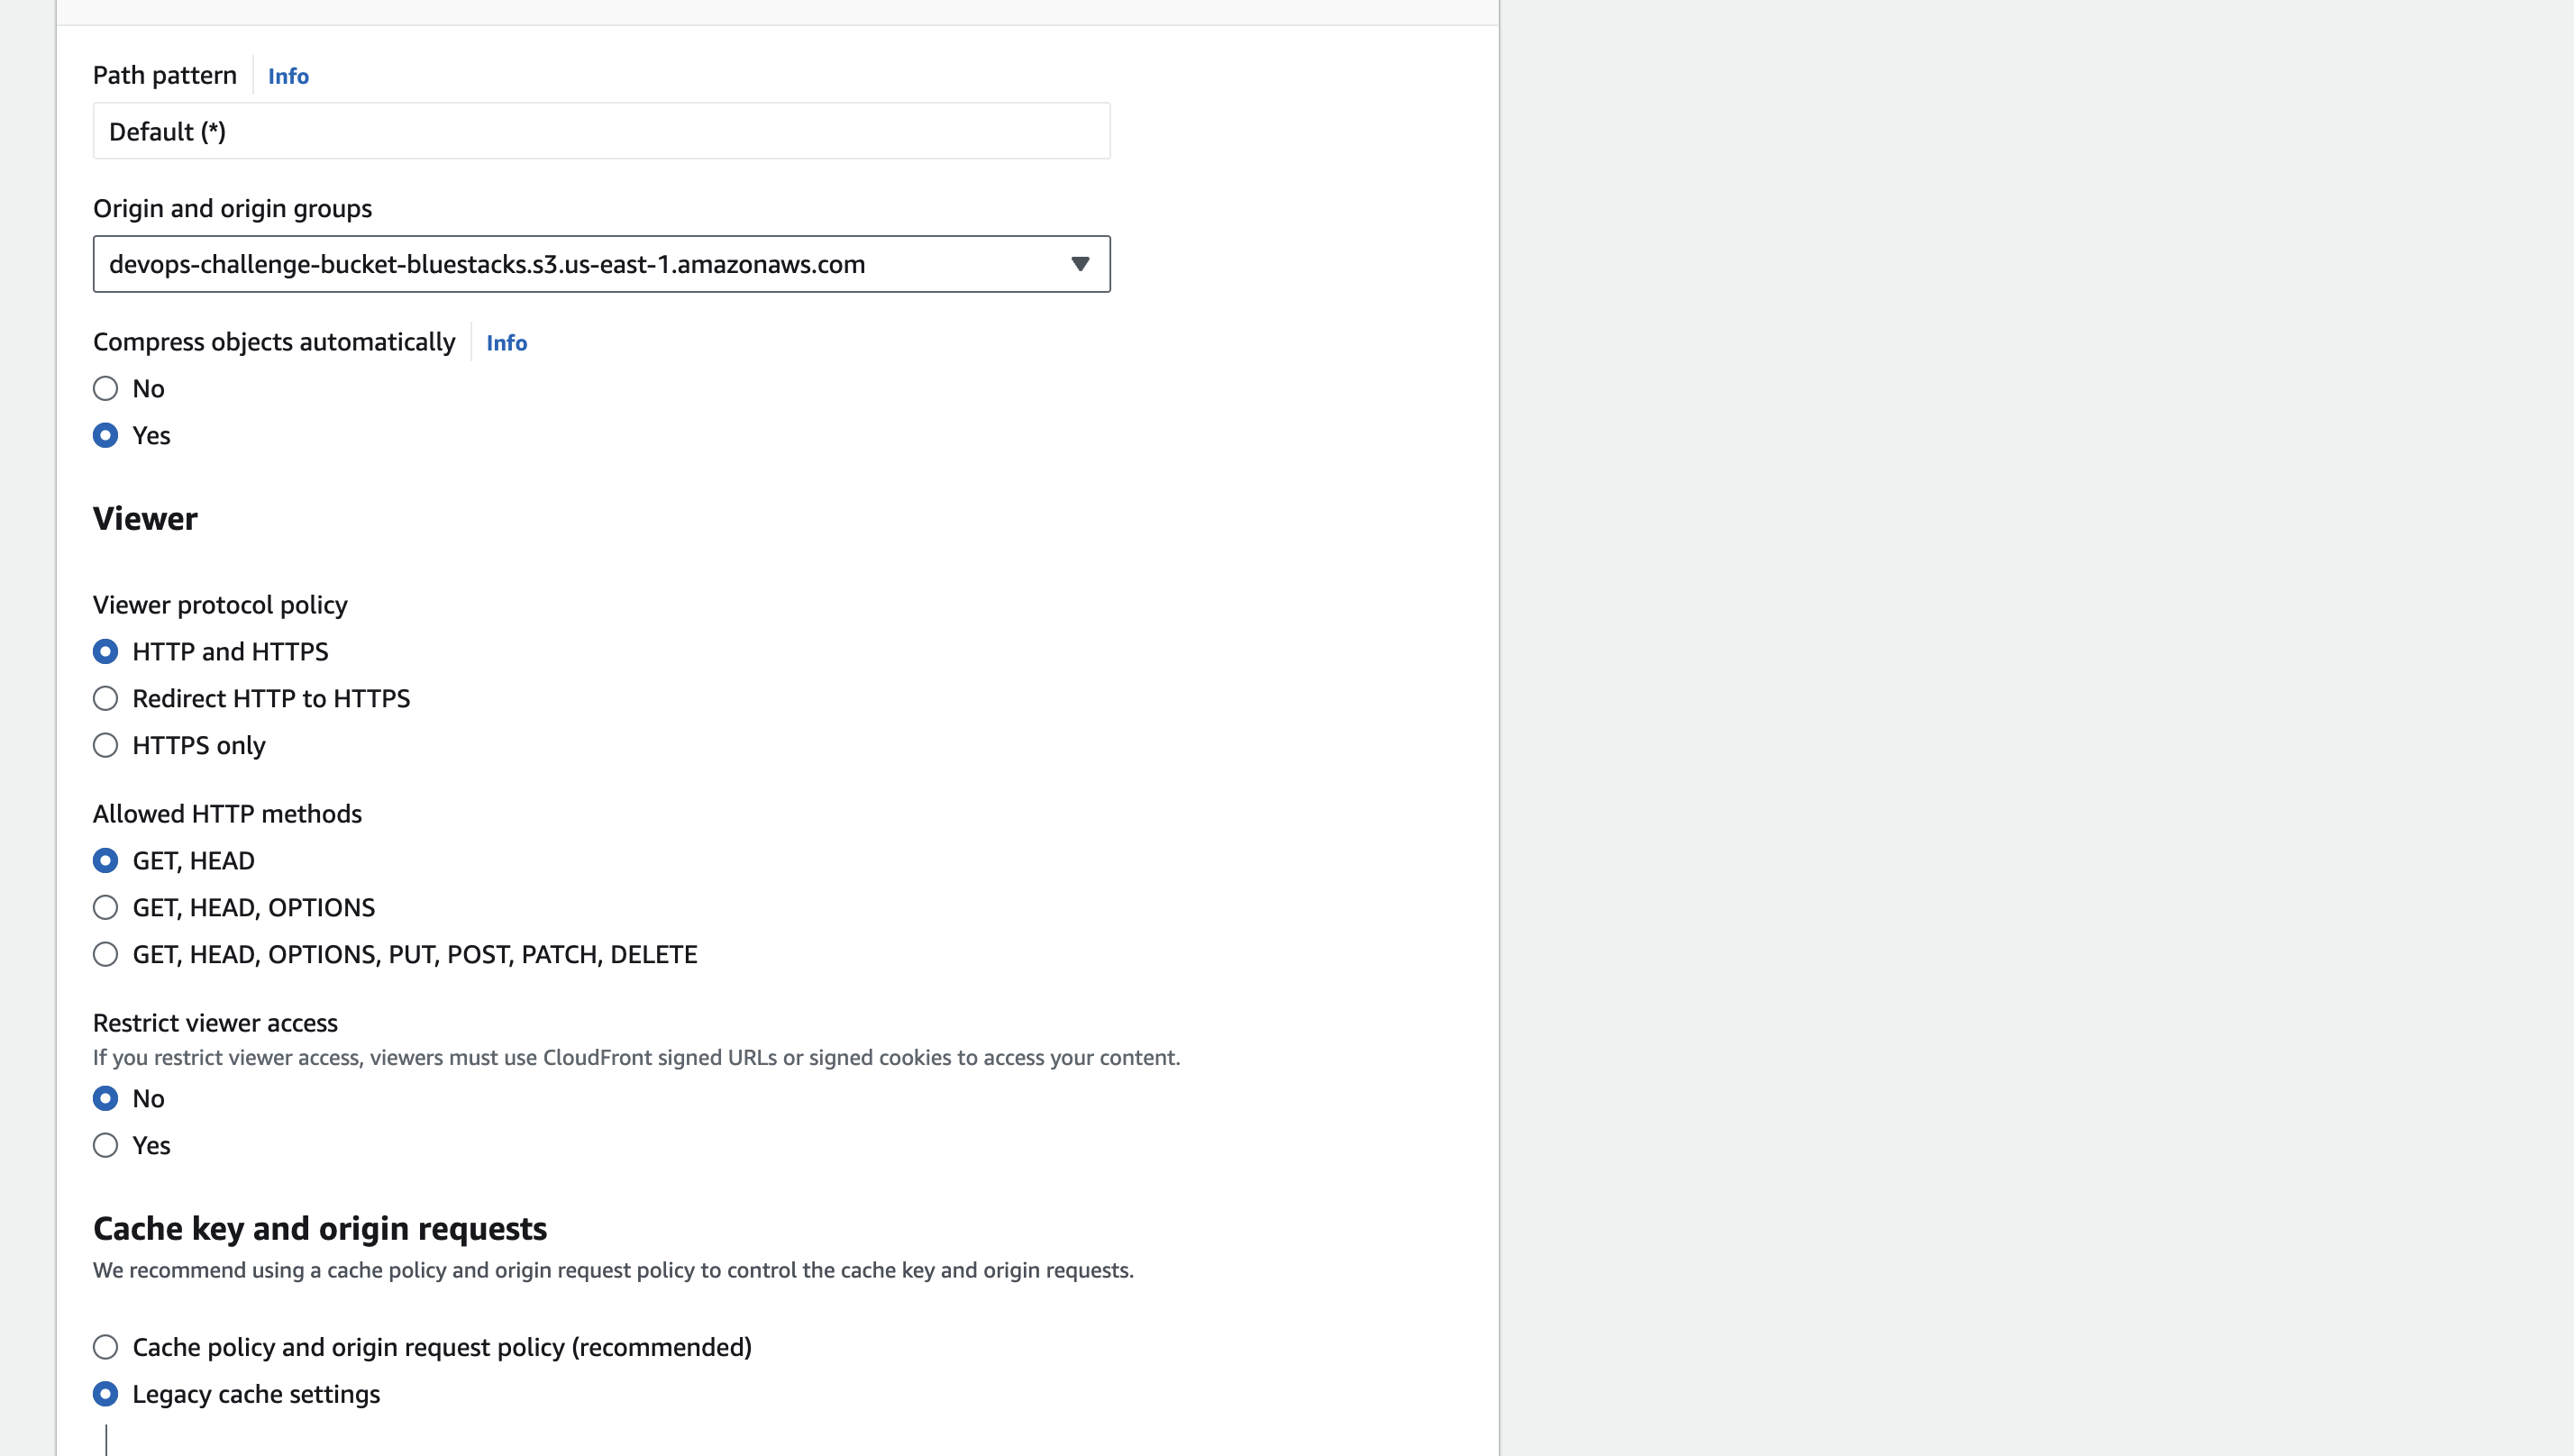 Path pattern Info
Default (*)
Origin and origin groups
devops-challenge-bucket-bluestacks.s3.us-east-1.amazonaws.com
Compress objects automatically Info
No
Yes
Viewer
Viewer protocol policy
HTTP and HTTPS
Redirect HTTP to HTTPS
HTTPS only
Allowed HTTP methods
GET, HEAD
GET, HEAD, OPTIONS
GET, HEAD, OPTIONS, PUT, POST, PATCH, DELETE
Restrict viewer access
If you restrict viewer access, viewers must use CloudFront signed URLs or signed cookies to access your content.
No
Yes
Cache key and origin requests
We recommend using a cache policy and origin request policy to control the cache key and origin requests.
Cache policy and origin request policy (recommended)
Legacy cache settings